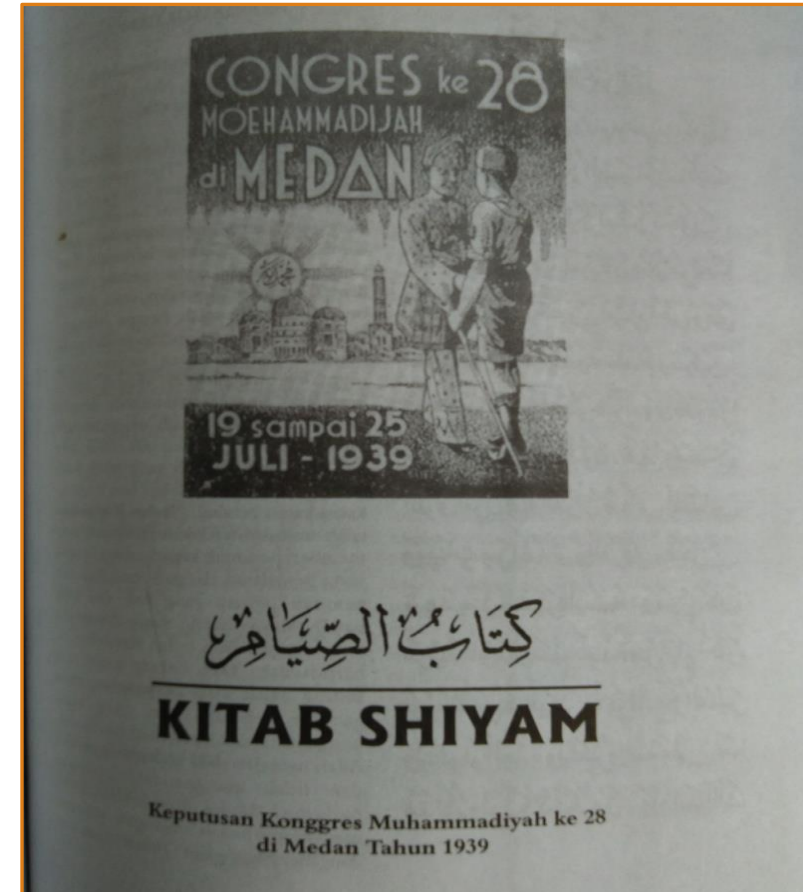 CONGRES ke 28
MOEHAMMADIJAH
di MEDAN
19 sampai 25
JULI - 1939
كِتَابُ الصِّيَامِ
KITAB SHIYAM
Keputusan Konggres Muhammadiyah ke 28
di Medan Tahun 1939